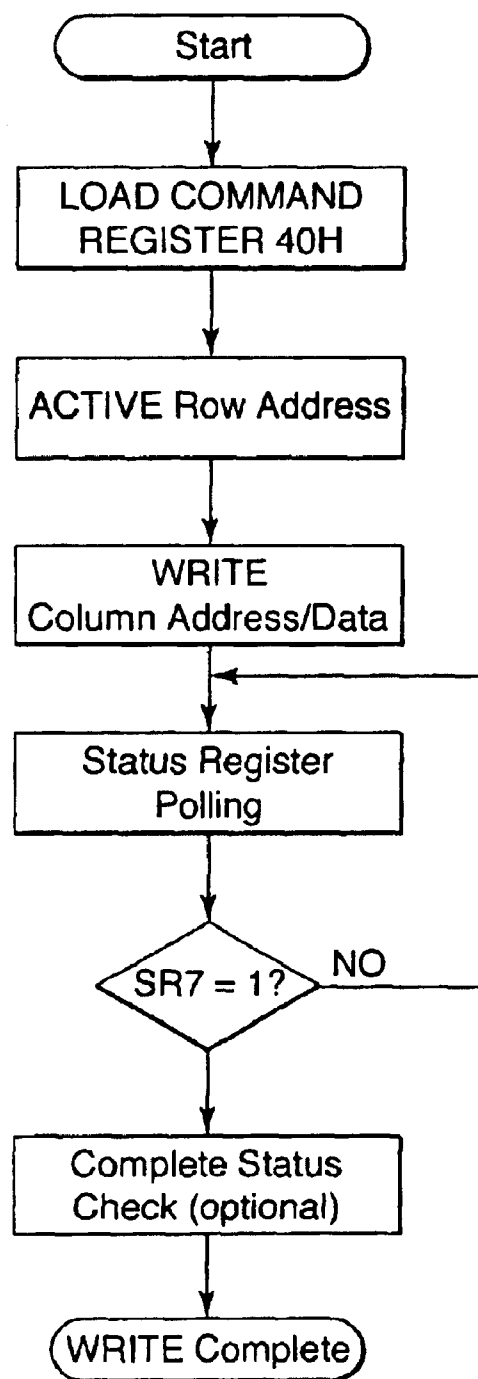 Start
LOAD COMMAND
REGISTER 40H
ACTIVE Row Address
WRITE
Column Address/Data
Status Register
Polling
SR7 = 1?
NO
Complete Status
Check (optional)
WRITE Complete